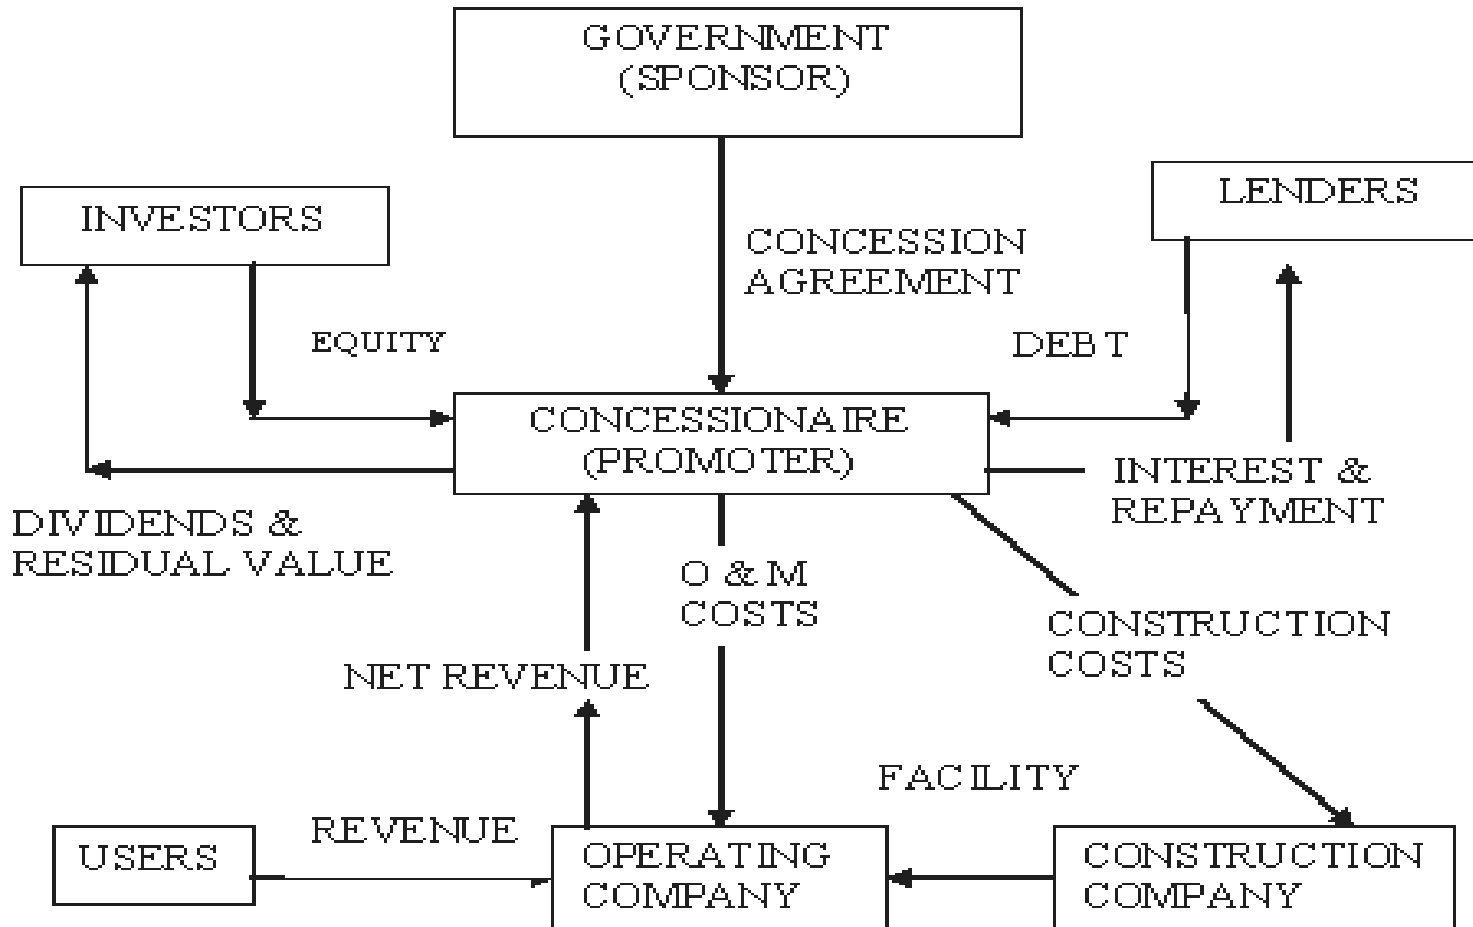 GOVERNMENT
(SPONSOR)
LENDERS
INVESTORS
CONCESSION
AGREEMENT
EQUITY
DEBT
CONCESSIONAIRE
(PROMOTER)
INTEREST &
REPAYMENT
DIVIDENDS &
RESIDUAL VALUE
O & M
COSTS
CONSTRUCTION
COSTS
NET REVENUE
FACILITY
REVENUE
USERS
OPERATING
COMPANY
CONSTRUCTION
COMPANY